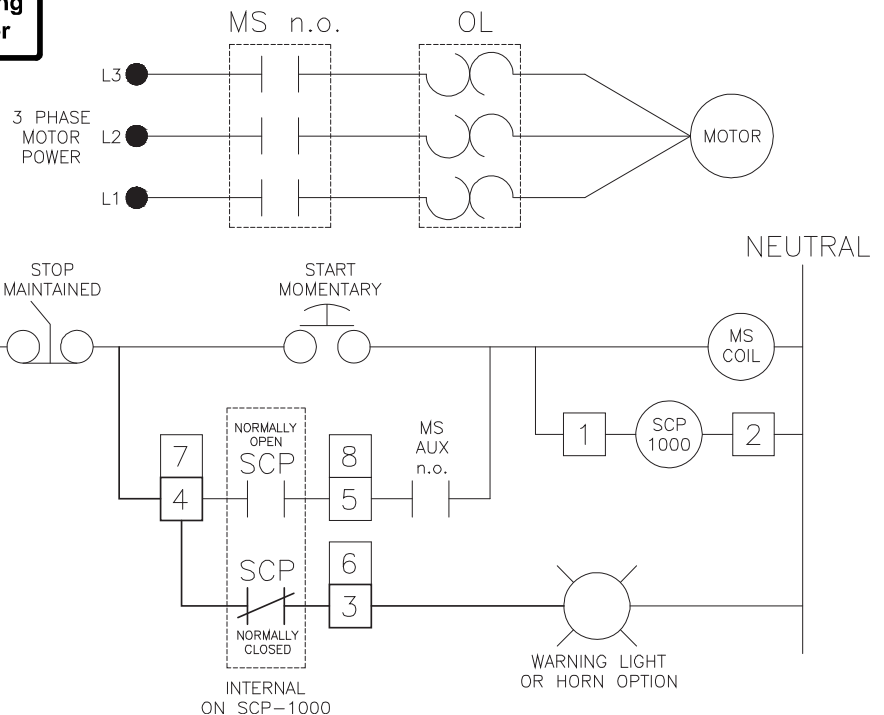 MS n.o.
OL
L3
3 PHASE
MOTOR
POWER
L2
MOTOR
L1
NEUTRAL
STOP
MAINTAINED
START
MOMENTARY
MS
COIL
NORMALLY
OPEN
SCP
7
4
8
5
MS
AUX
n.o.
1
SCP
1000
2
SCP
NORMALLY
CLOSED
6
3
INTERNAL
ON SCP-1000
WARNING LIGHT
OR HORN OPTION